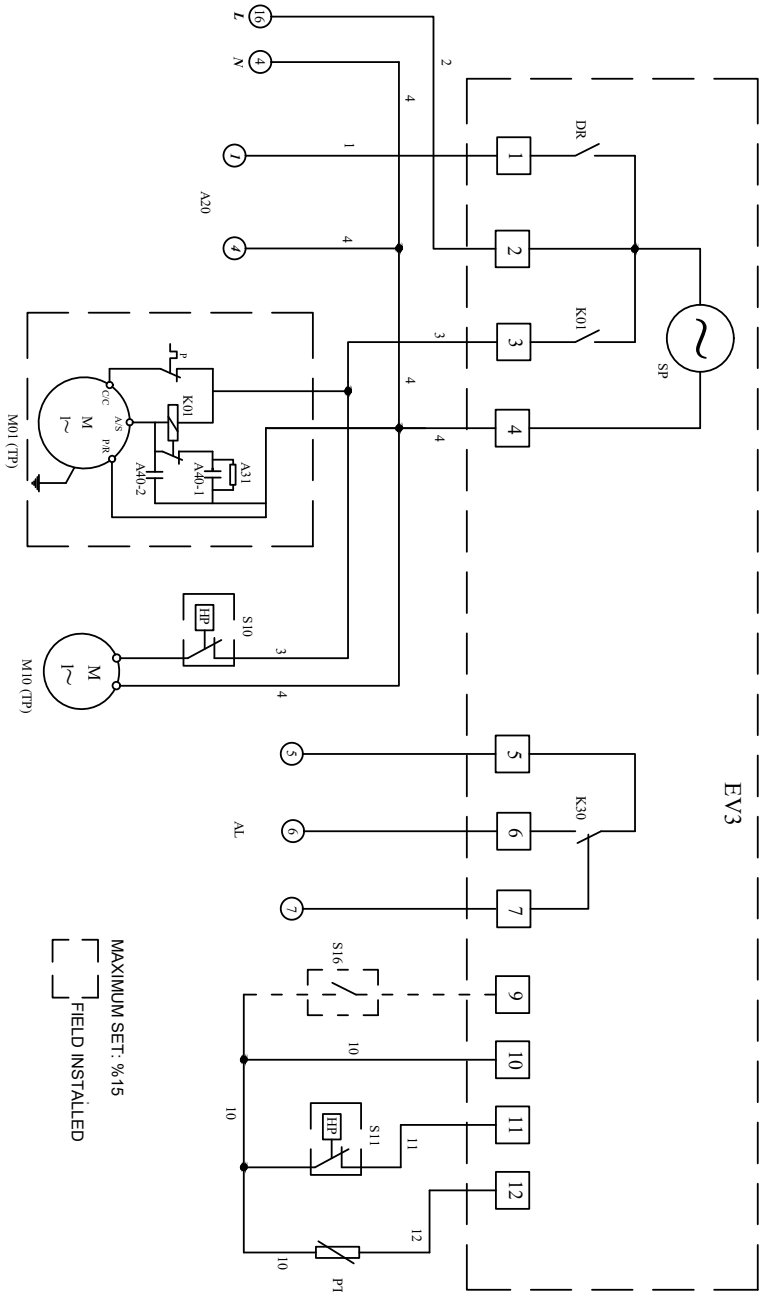 EV3
SP
DR
K01
1
2
3
4
5
6
7
9
10
11
12
K30
L
16
N
4
2
4
1
3
4
4
1
A20
4
4
P
K01
C/C
A/S
P/R
M
1~
A31
A40-1
A40-2
M01 (TP)
S10
HP
3
4
M
1~
M10 (TP)
5
6
7
AL
S16
10
10
S11
HP
11
12
10
PT
MAXIMUM SET: %15
FIELD INSTALLED